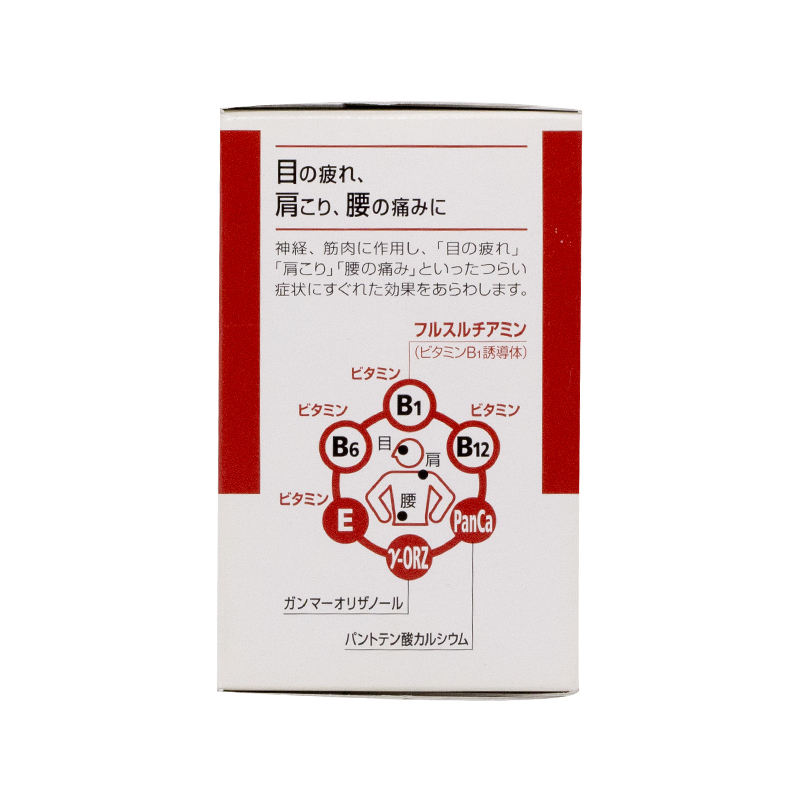 目の疲れ、
肩こり、腰の痛みに
神経、筋肉に作用し、「目の疲れ」
「肩こり」「腰の痛み」といったつらい
症状にすぐれた効果をあらわします。
フルスルチアミン
(ビタミンB1誘導体)
ビタミン
B1
ビタミン
B6
ビタミン
B12
目
肩
腰
ビタミン
E
PanCa
γ-ORZ
ガンマーオリザノール
パントテン酸カルシウム